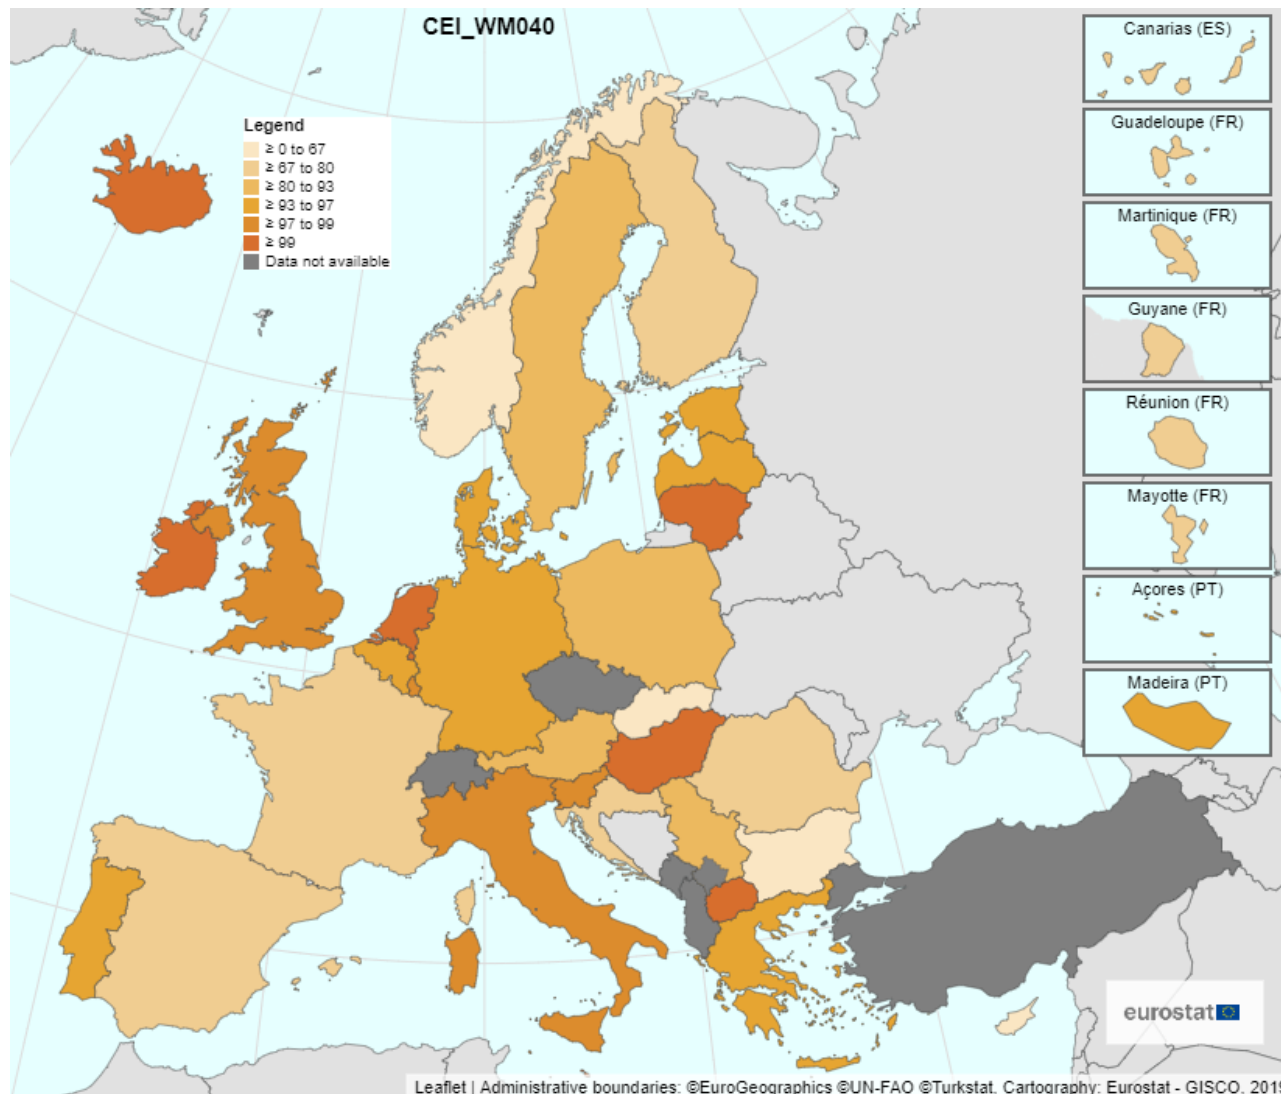 CEI_WM040
Legend
≥ 0 to 67
≥ 67 to 80
≥ 80 to 93
≥ 93 to 97
≥ 97 to 99
≥ 99
Data not available
Canarias (ES)
Guadeloupe (FR)
Martinique (FR)
Guyane (FR)
Réunion (FR)
Mayotte (FR)
Açores (PT)
Madeira (PT)
eurostat
Leaflet | Administrative boundaries: ©EuroGeographics ©UN-FAO ©Turkstat, Cartography: Eurostat - GISCO, 2019